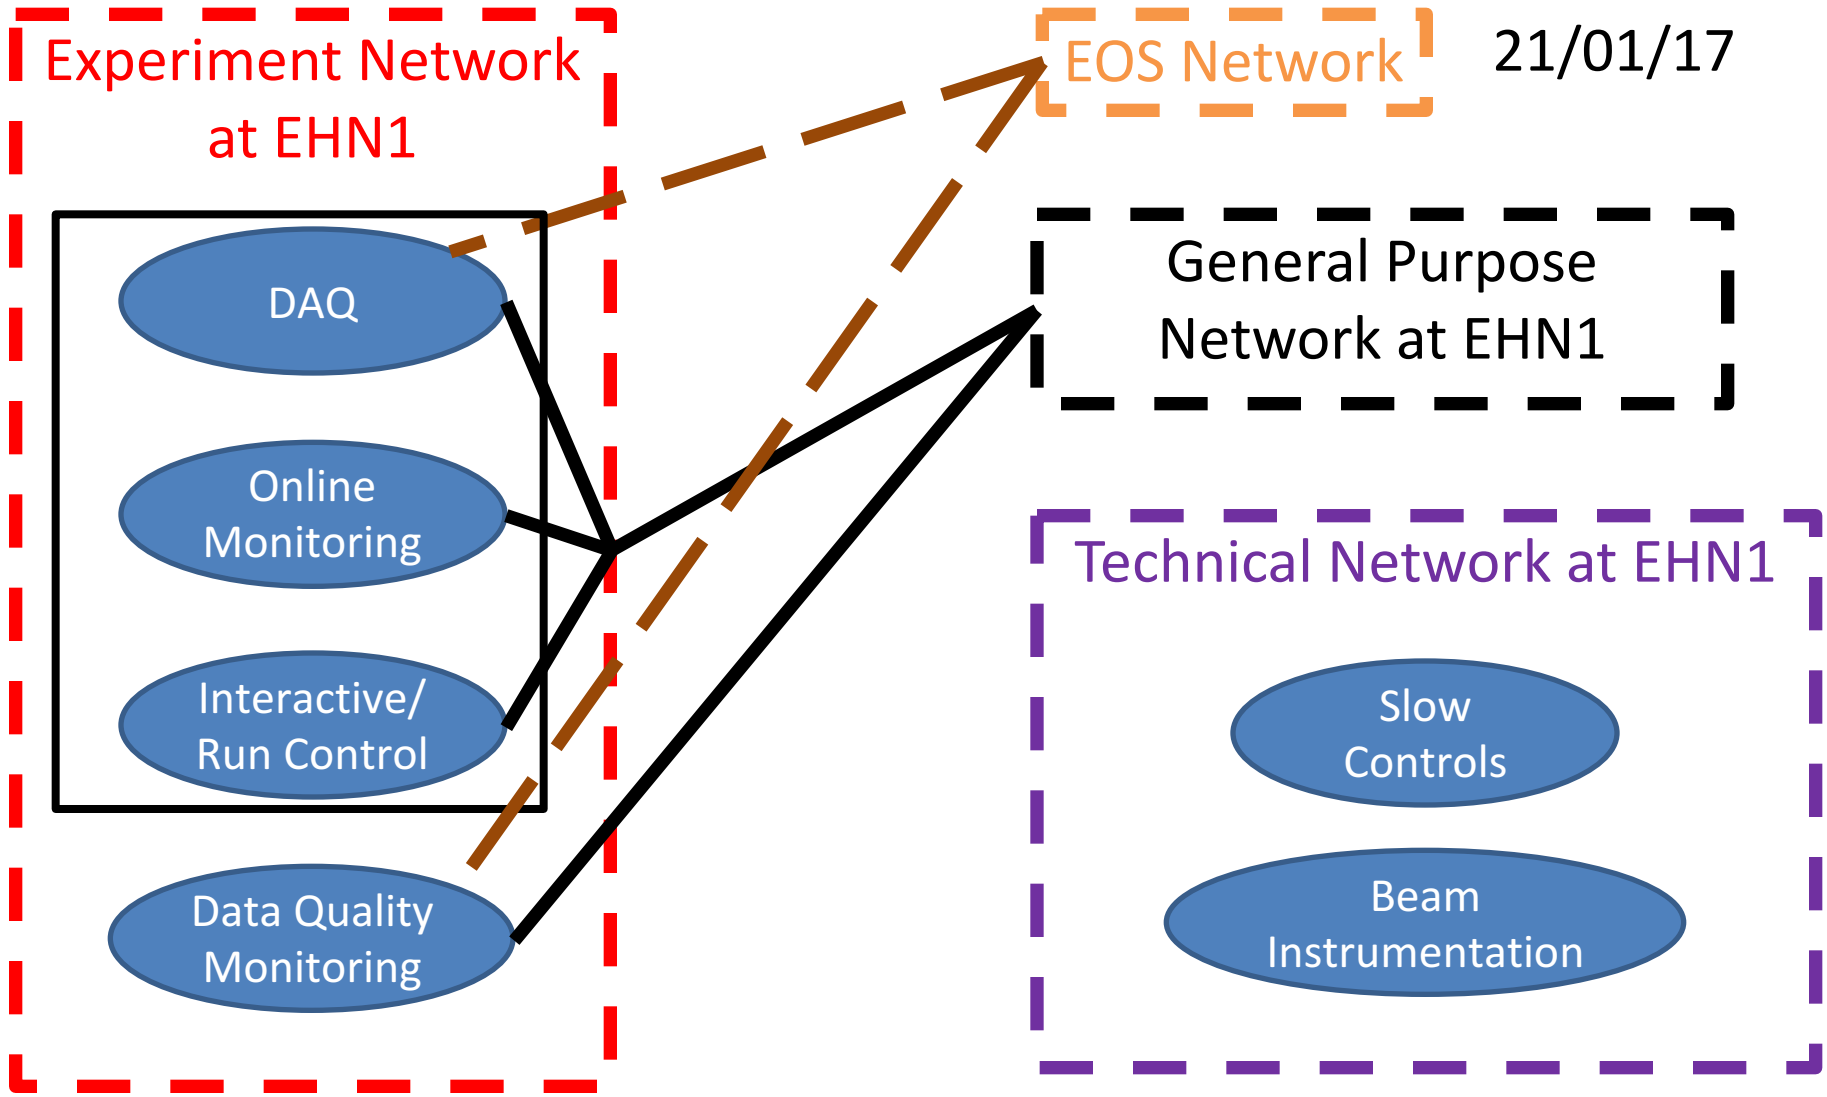 Experiment Network
at EHN1
DAQ
Online
Monitoring
Interactive/
Run Control
Data Quality
Monitoring
EOS Network
21/01/17
General Purpose
Network at EHN1
Technical Network at EHN1
Slow
Controls
Beam
Instrumentation